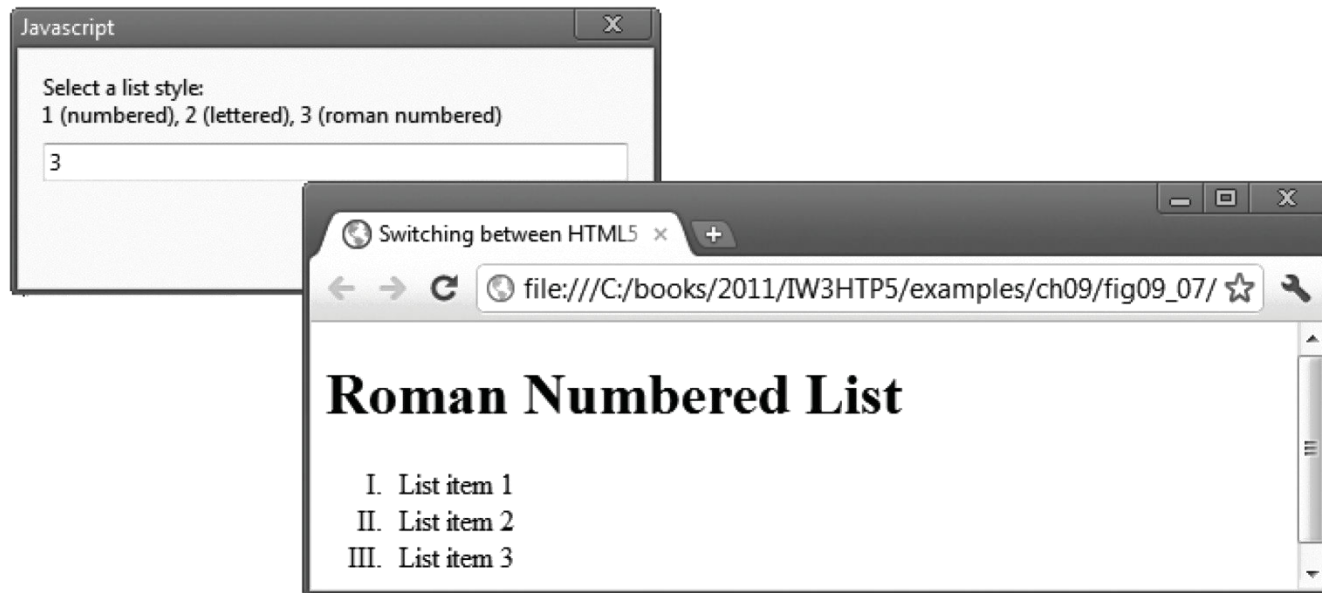 Javascript
Select a list style:
1 (numbered), 2 (lettered), 3 (roman numbered)
3
Switching between HTML5
file:///C:/books/2011/IW3HTP5/examples/ch09/fig09_07/
Roman Numbered List
I. List item 1
II. List item 2
III. List item 3